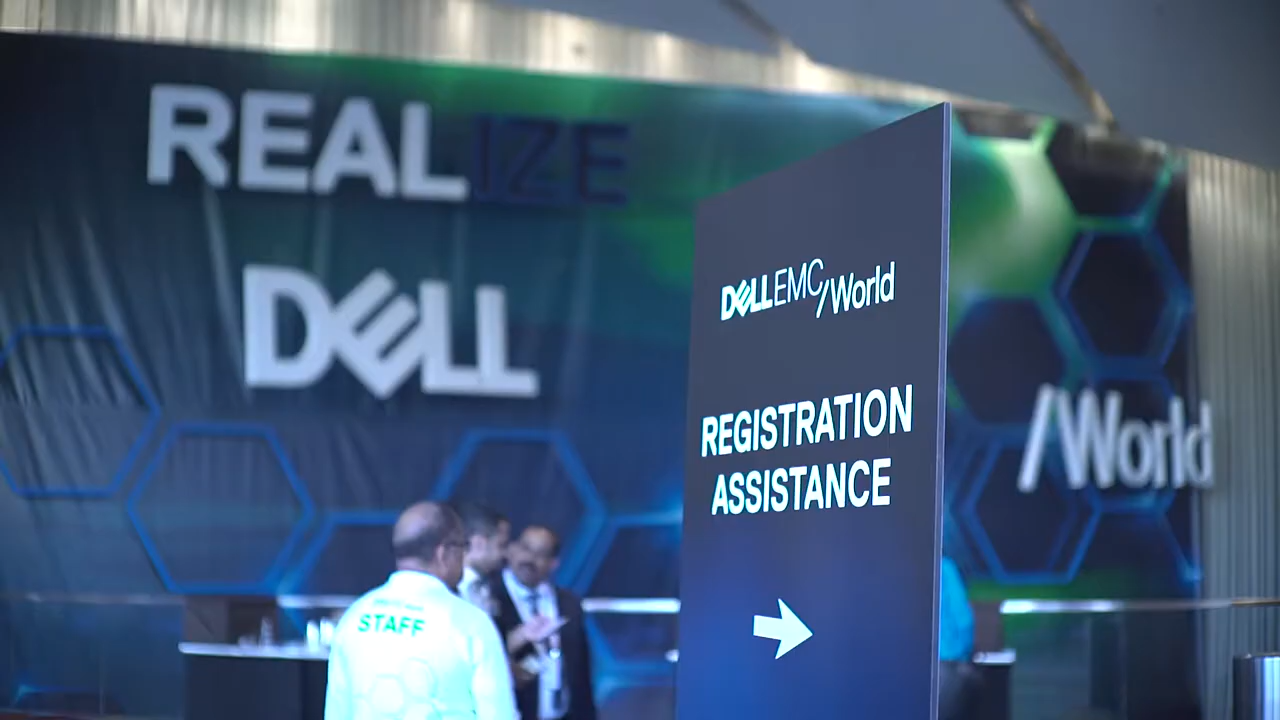 REALIZE
DELL
DELLEMC/World
REGISTRATION
ASSISTANCE
/World
STAFF